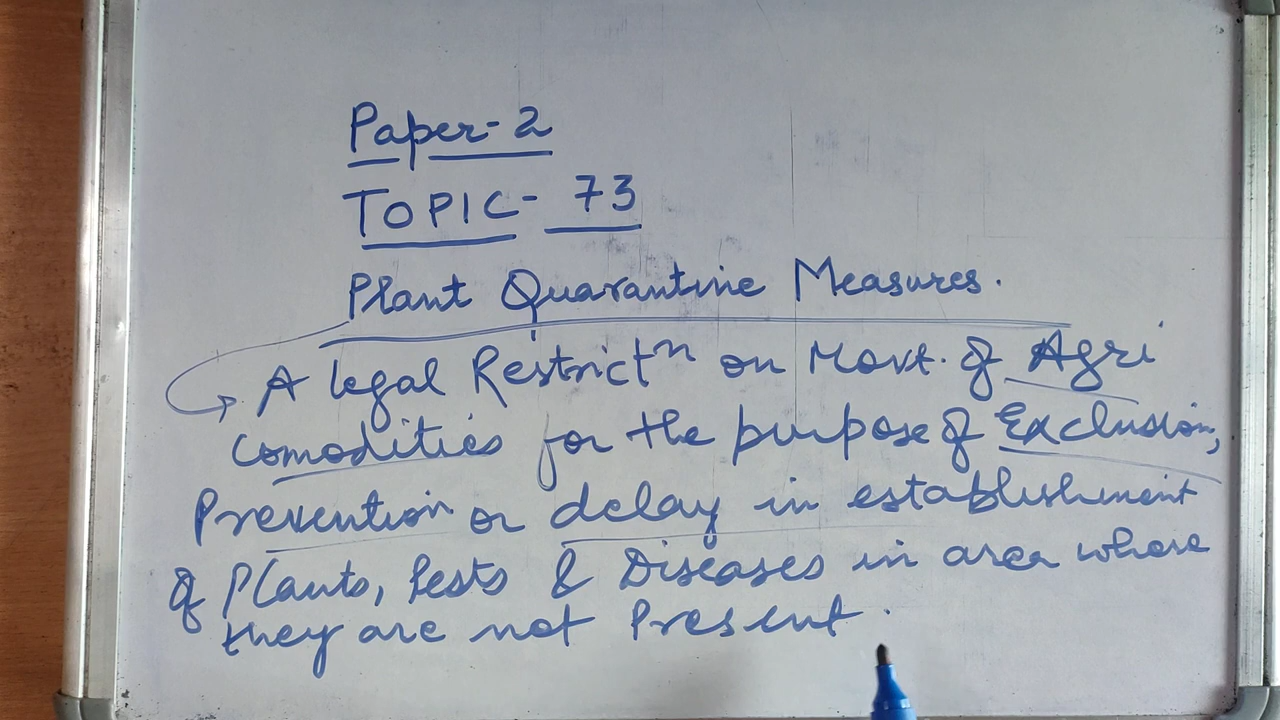 Paper-2
TOPIC- 73
Plant Quarantine Measures.
A legal Restrictⁿ on Movt. of Agri
Comodities for the purpose of Exclusion,
Prevention or delay in establishment
of Plants, Pests & Diseases in area where
they are not Present.